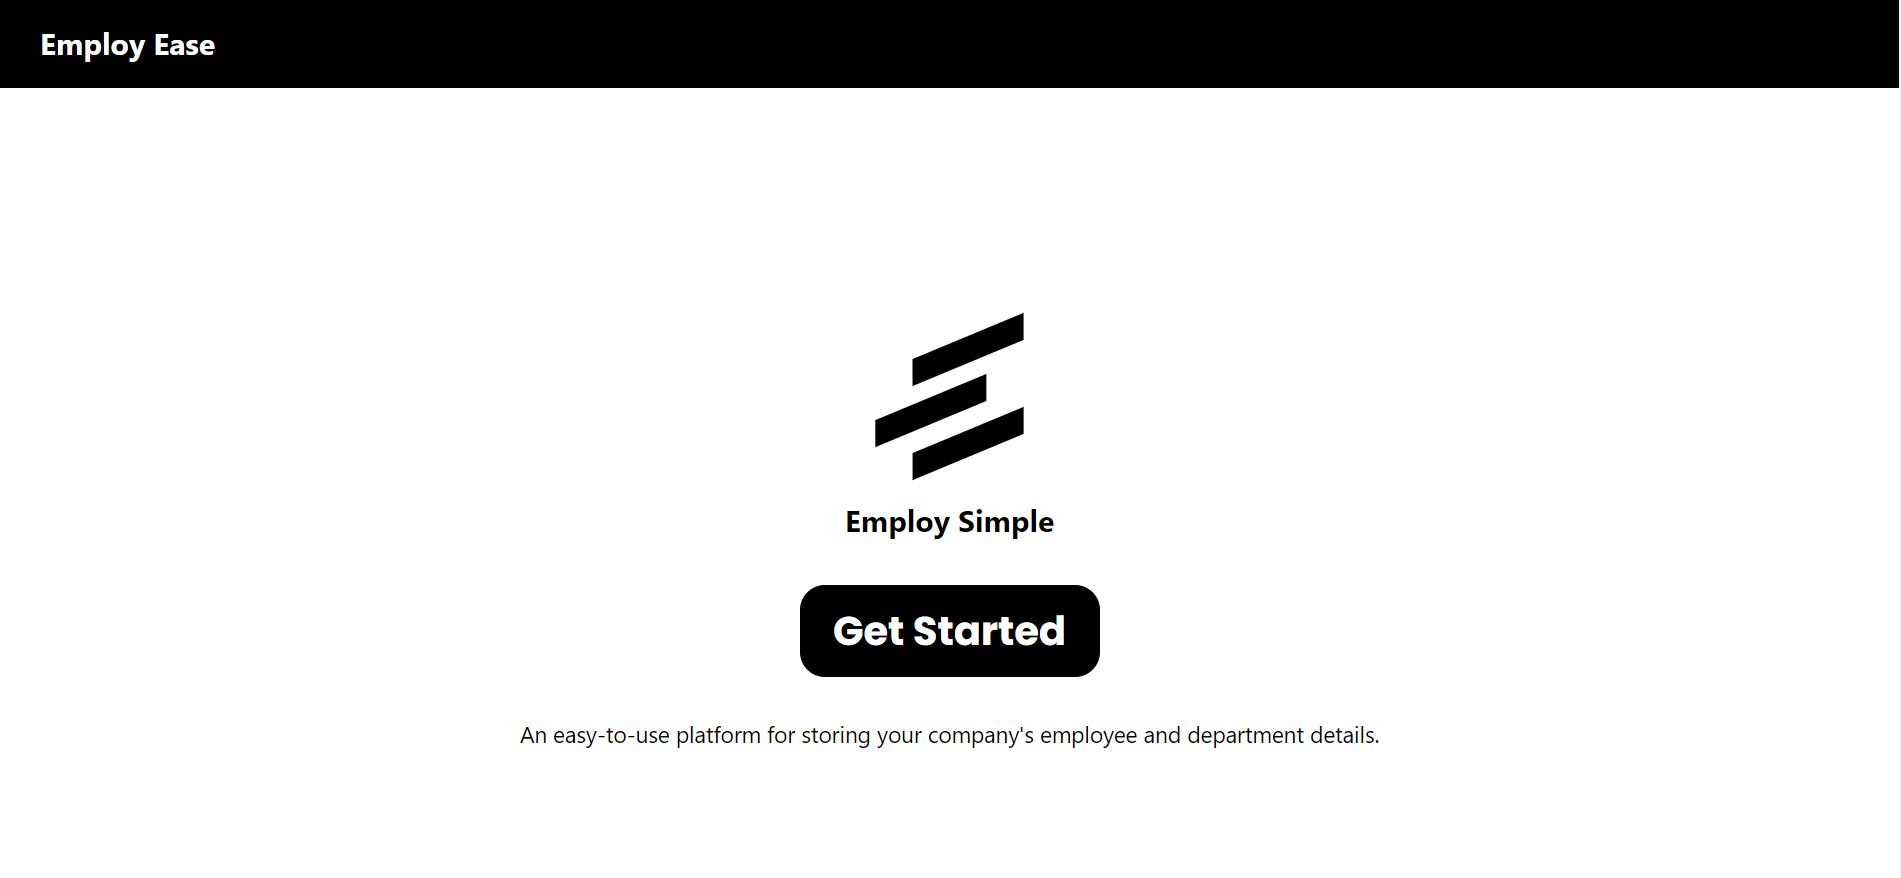 Employ Ease
Employ Simple
Get Started
An easy-to-use platform for storing your company's employee and department details.